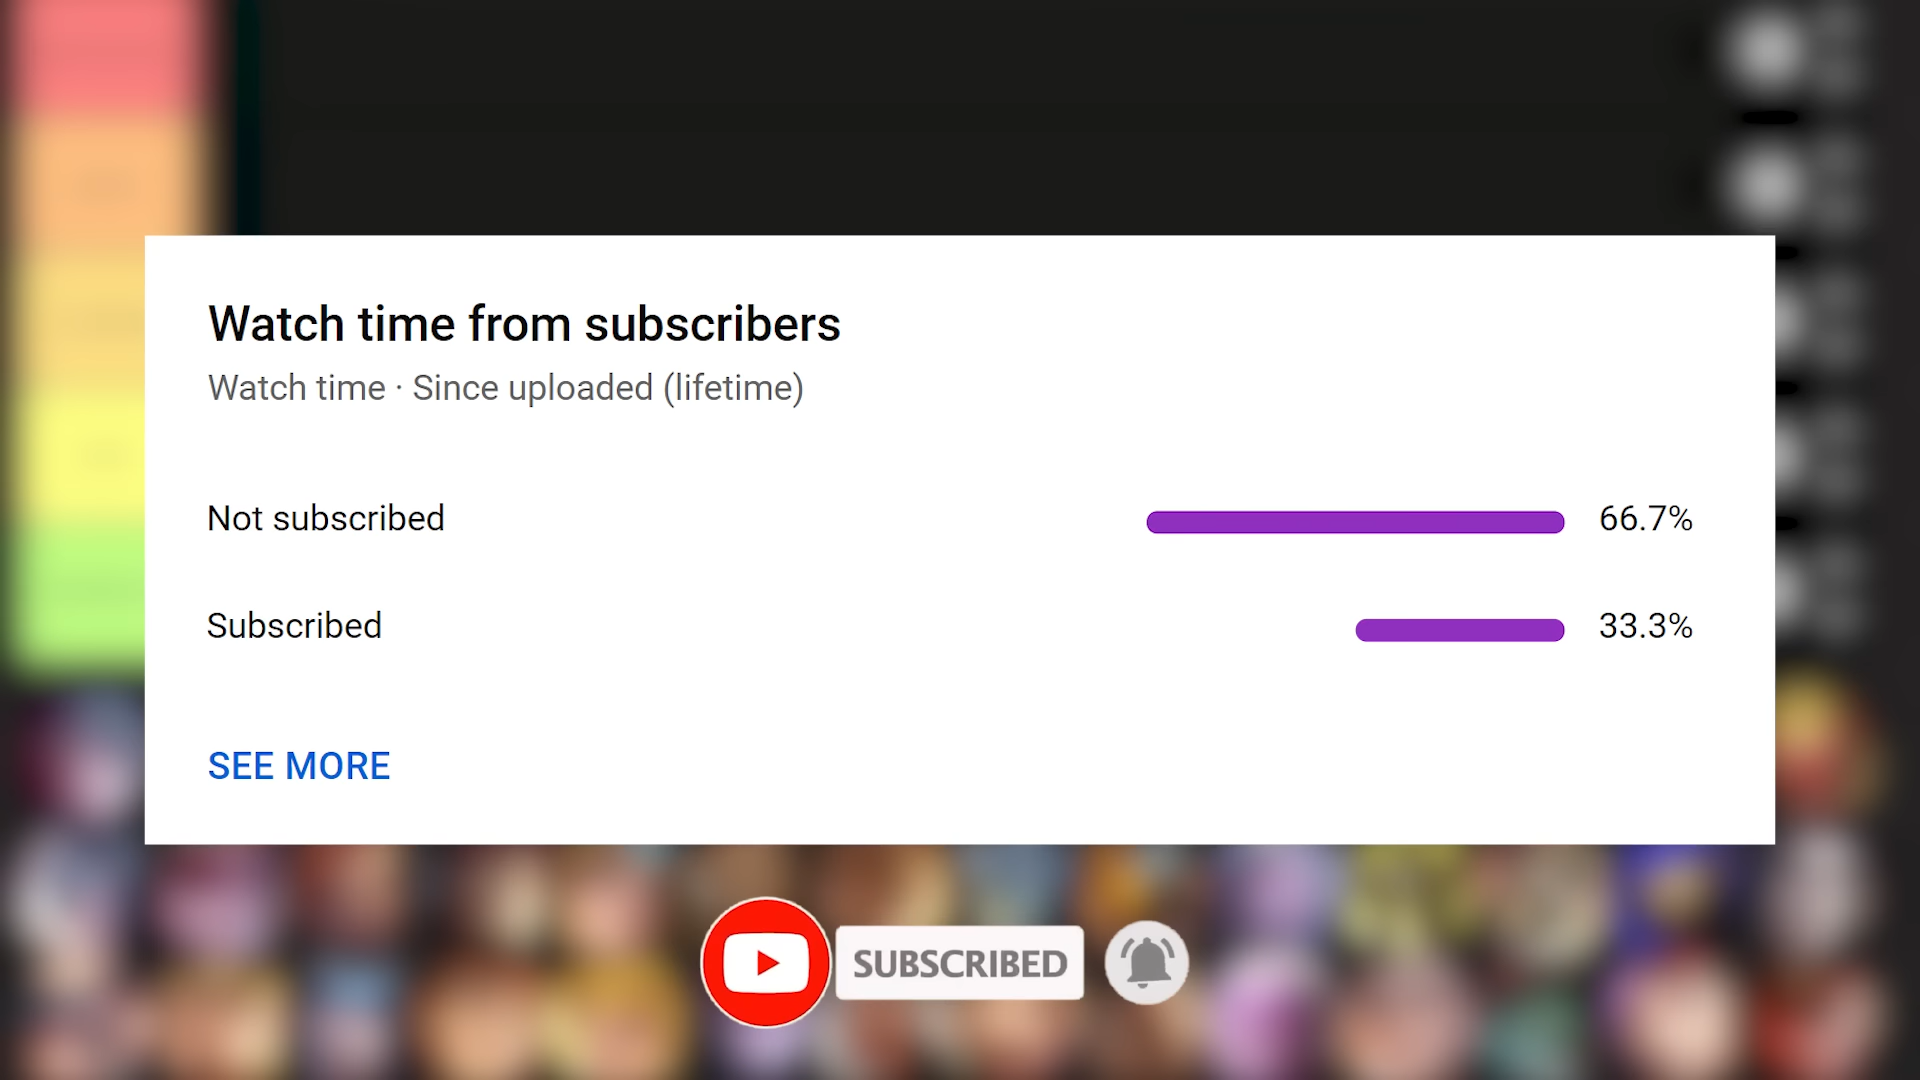 Watch time from subscribers
Watch time · Since uploaded (lifetime)
Not subscribed 66.7%
Subscribed 33.3%
SEE MORE
SUBSCRIBED